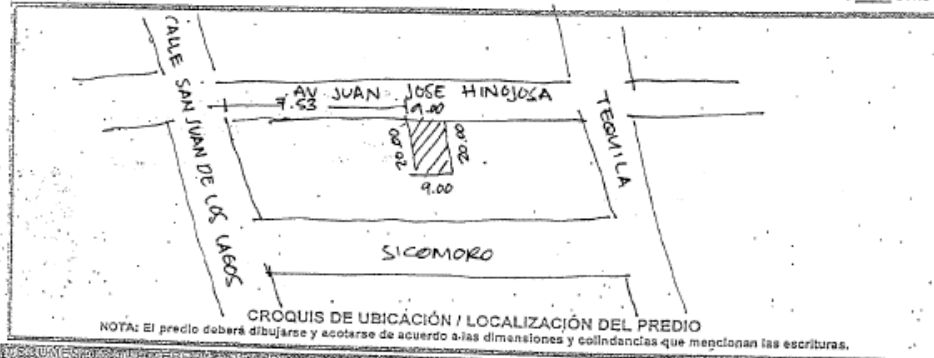 CALLE SAN JUAN DE LOS LAGOS
AV JUAN JOSE HINOJOSA
7.53
9.00
20.00
20.00
9.00
TEQUILA
SICOMORO
CROQUIS DE UBICACIÓN / LOCALIZACIÓN DEL PREDIO
NOTA: El predio deberá dibujarse y acotarse de acuerdo a las dimensiones y colindancias que mencionan las escrituras.